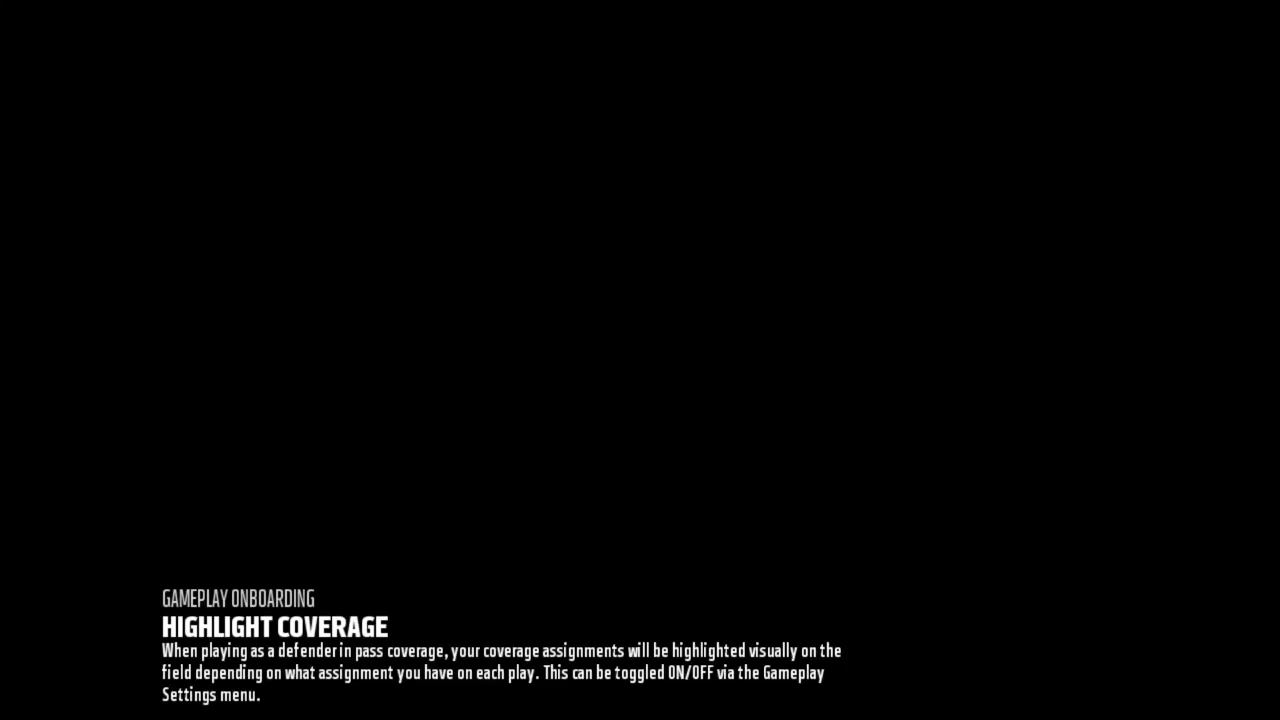 GAMEPLAY ONBOARDING
HIGHLIGHT COVERAGE
When playing as a defender in pass coverage, your coverage assignments will be highlighted visually on the
field depending on what assignment you have on each play. This can be toggled ON/OFF via the Gameplay
Settings menu.